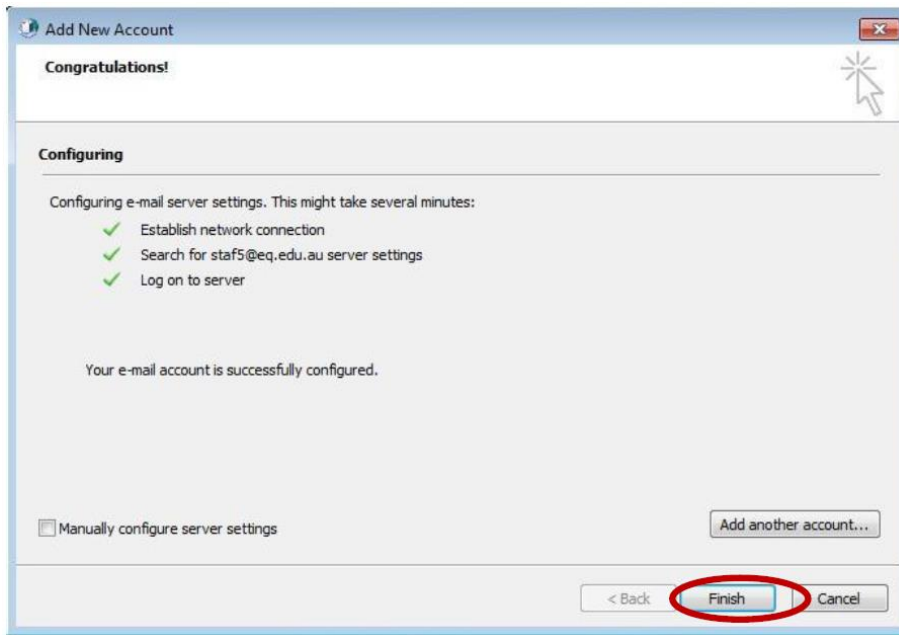 Add New Account
Congratulations!
Configuring
Configuring e-mail server settings. This might take several minutes:
Establish network connection
Search for staf5@eq.edu.au server settings
Log on to server
Your e-mail account is successfully configured.
Manually configure server settings
Add another account...
< Back Finish Cancel